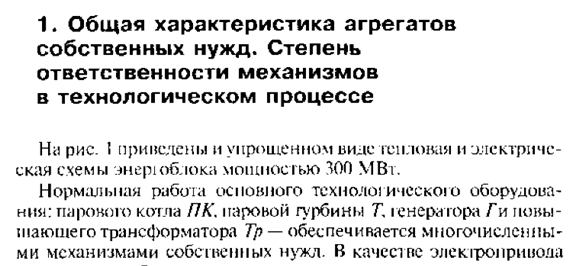 1. Общая характеристика агрегатов
собственных нужд. Степень
ответственности механизмов
в технологическом процессе
На рис. 1 приведены и упрощенном виде тепловая и электриче-
ская схемы энергоблока мощностью 300 МВт.
Нормальная работа основного технологического оборудова-
ния: парового котла ПК, паровой турбины Т, генератора Г и повы-
шающего трансформатора Тр — обеспечивается многочисленны-
ми механизмами собственных нужд. В качестве электропривода